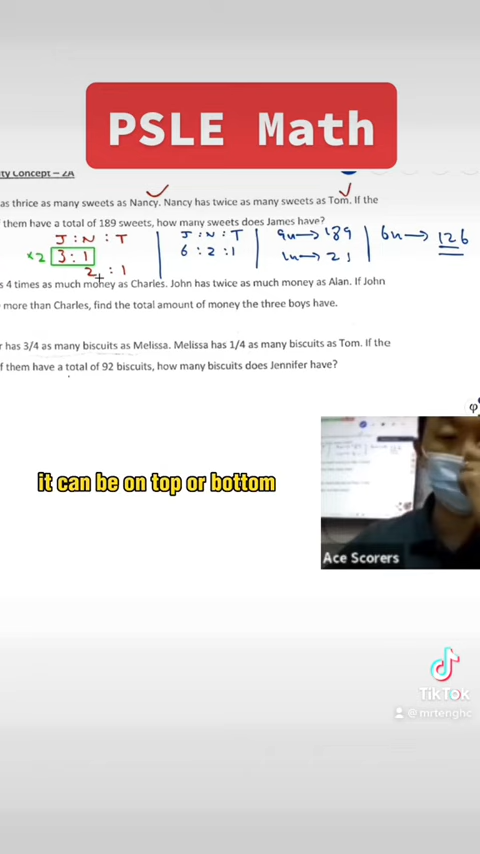 PSLE Math
ty Concept – 2A
as thrice as many sweets as Nancy. Nancy has twice as many sweets as Tom. If the
them have a total of 189 sweets, how many sweets does James have?
J : N : T
×2 3 : 1
2 : 1
J : N : T
6 : 2 : 1
9u → 189
1u → 21
6u → 126
s 4 times as much money as Charles. John has twice as much money as Alan. If John
more than Charles, find the total amount of money the three boys have.
r has 3/4 as many biscuits as Melissa. Melissa has 1/4 as many biscuits as Tom. If the
f them have a total of 92 biscuits, how many biscuits does Jennifer have?
it can be on top or bottom
Ace Scorers
TikTok
@mrtenghc